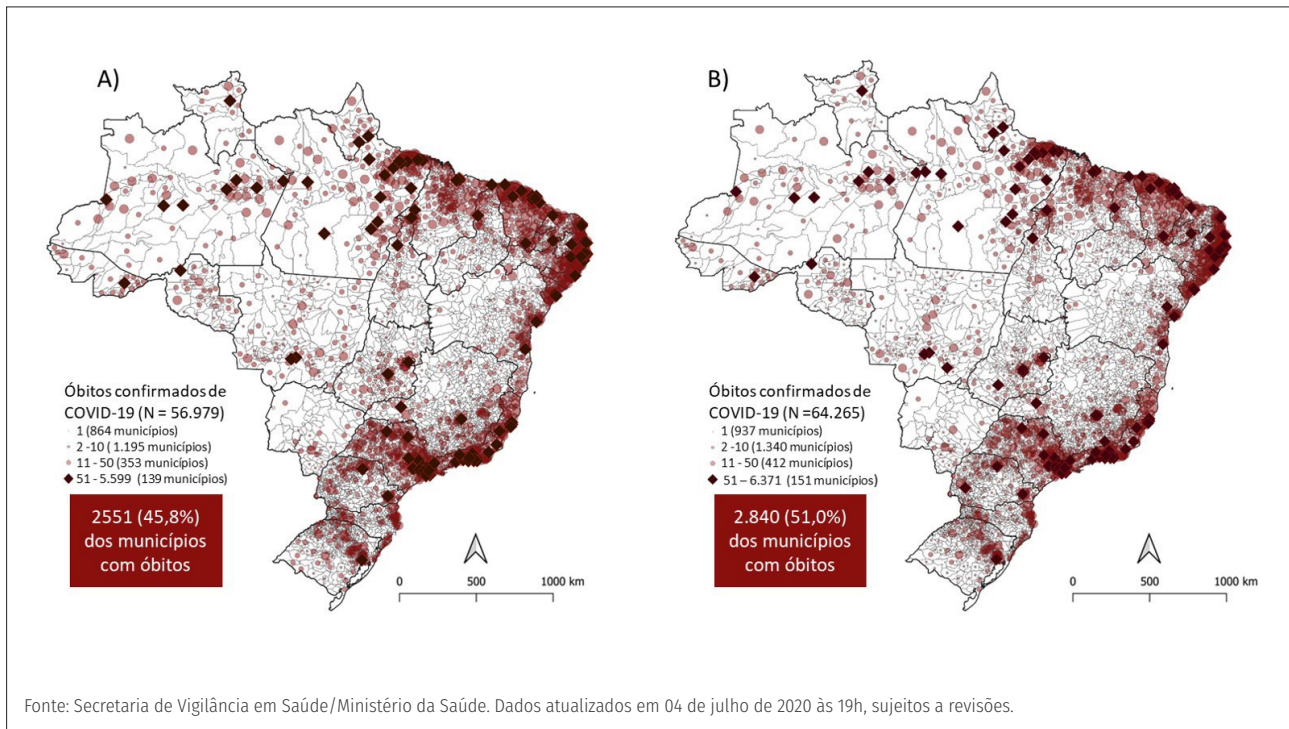 A)
Óbitos confirmados de
COVID-19 (N = 56.979)
1 (864 municípios)
2 -10 ( 1.195 municípios)
11 - 50 (353 municípios)
51 - 5.599 (139 municípios)
2551 (45,8%)
dos municípios
com óbitos
0 500 1000 km
B)
Óbitos confirmados de
COVID-19 (N =64.265)
1 (937 municípios)
2 -10 (1.340 municípios)
11 - 50 (412 municípios)
51 – 6.371 (151 municípios)
2.840 (51,0%)
dos municípios
com óbitos
0 500 1000 km
Fonte: Secretaria de Vigilância em Saúde/Ministério da Saúde. Dados atualizados em 04 de julho de 2020 às 19h, sujeitos a revisões.